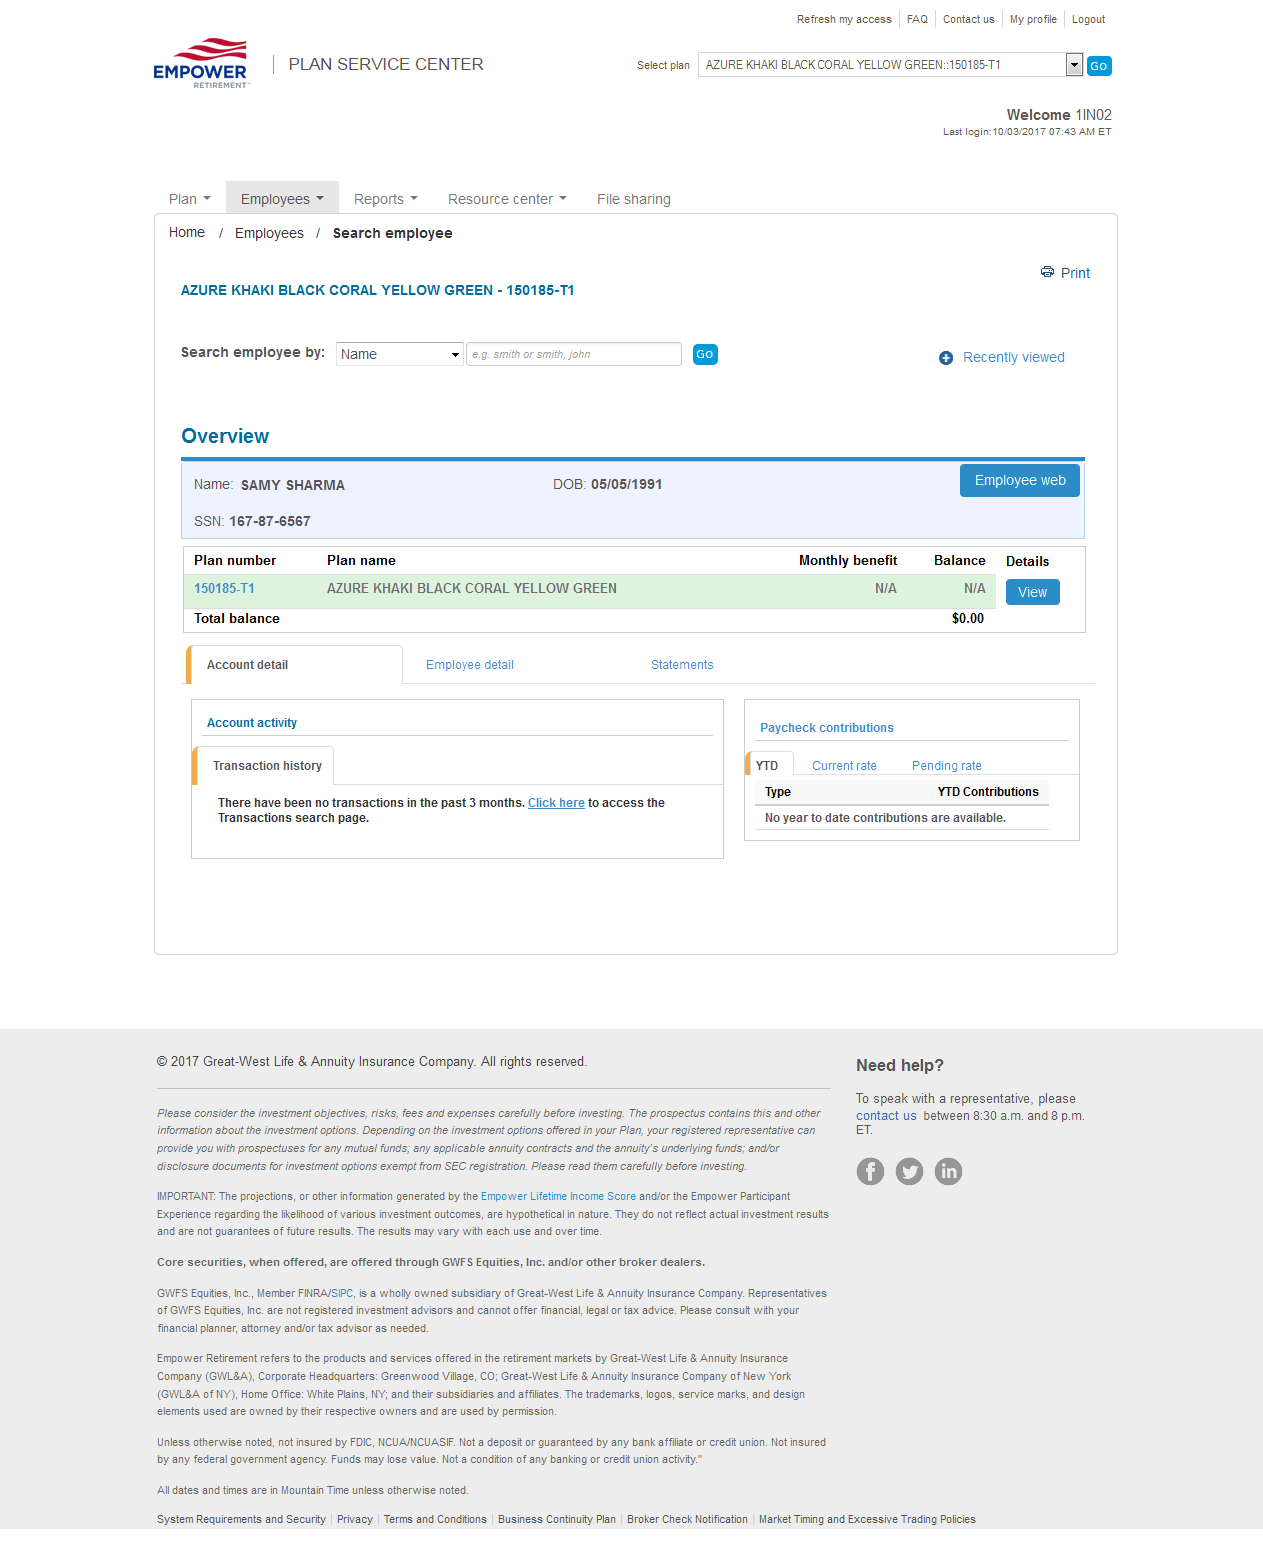 Refresh my access
FAQ
Contact us
My profile
Logout
EMPOWER
RETIREMENT™
PLAN SERVICE CENTER
Select plan
AZURE KHAKI BLACK CORAL YELLOW GREEN::150185-T1
Go
Welcome 1IN02
Last login:10/03/2017 07:43 AM ET
Plan
Employees
Reports
Resource center
File sharing
Home / Employees / Search employee
Print
AZURE KHAKI BLACK CORAL YELLOW GREEN - 150185-T1
Search employee by:
Name
e.g. smith or smith, john
Go
Recently viewed
Overview
Name: SAMY SHARMA
DOB: 05/05/1991
Employee web
SSN: 167-87-6567
Plan number
Plan name
Monthly benefit
Balance
Details
150185-T1
AZURE KHAKI BLACK CORAL YELLOW GREEN
N/A
N/A
View
Total balance
$0.00
Account detail
Employee detail
Statements
Account activity
Transaction history
There have been no transactions in the past 3 months. Click here to access the
Transactions search page.
Paycheck contributions
YTD
Current rate
Pending rate
Type
YTD Contributions
No year to date contributions are available.
© 2017 Great-West Life & Annuity Insurance Company. All rights reserved.
Please consider the investment objectives, risks, fees and expenses carefully before investing. The prospectus contains this and other
information about the investment options. Depending on the investment options offered in your Plan, your registered representative can
provide you with prospectuses for any mutual funds; any applicable annuity contracts and the annuity's underlying funds; and/or
disclosure documents for investment options exempt from SEC registration. Please read them carefully before investing.
IMPORTANT: The projections, or other information generated by the Empower Lifetime Income Score and/or the Empower Participant
Experience regarding the likelihood of various investment outcomes, are hypothetical in nature. They do not reflect actual investment results
and are not guarantees of future results. The results may vary with each use and over time.
Core securities, when offered, are offered through GWFS Equities, Inc. and/or other broker dealers.
GWFS Equities, Inc., Member FINRA/SIPC, is a wholly owned subsidiary of Great-West Life & Annuity Insurance Company. Representatives
of GWFS Equities, Inc. are not registered investment advisors and cannot offer financial, legal or tax advice. Please consult with your
financial planner, attorney and/or tax advisor as needed.
Empower Retirement refers to the products and services offered in the retirement markets by Great-West Life & Annuity Insurance
Company (GWL&A), Corporate Headquarters: Greenwood Village, CO; Great-West Life & Annuity Insurance Company of New York
(GWL&A of NY), Home Office: White Plains, NY; and their subsidiaries and affiliates. The trademarks, logos, service marks, and design
elements used are owned by their respective owners and are used by permission.
Unless otherwise noted, not insured by FDIC, NCUA/NCUASIF. Not a deposit or guaranteed by any bank affiliate or credit union. Not insured
by any federal government agency. Funds may lose value. Not a condition of any banking or credit union activity."
All dates and times are in Mountain Time unless otherwise noted.
System Requirements and Security | Privacy | Terms and Conditions | Business Continuity Plan | Broker Check Notification | Market Timing and Excessive Trading Policies
Need help?
To speak with a representative, please
contact us between 8:30 a.m. and 8 p.m.
ET.